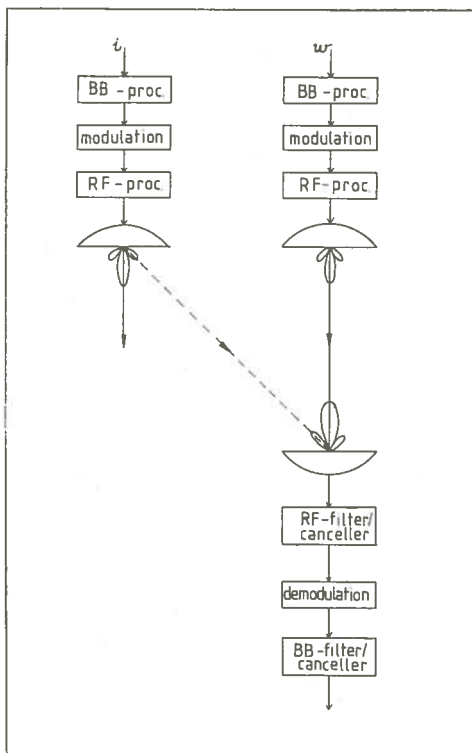 i
w
BB-proc.
BB-proc.
modulation
modulation
RF-proc.
RF-proc.
RF-filter/
canceller
demodulation
BB-filter/
canceller